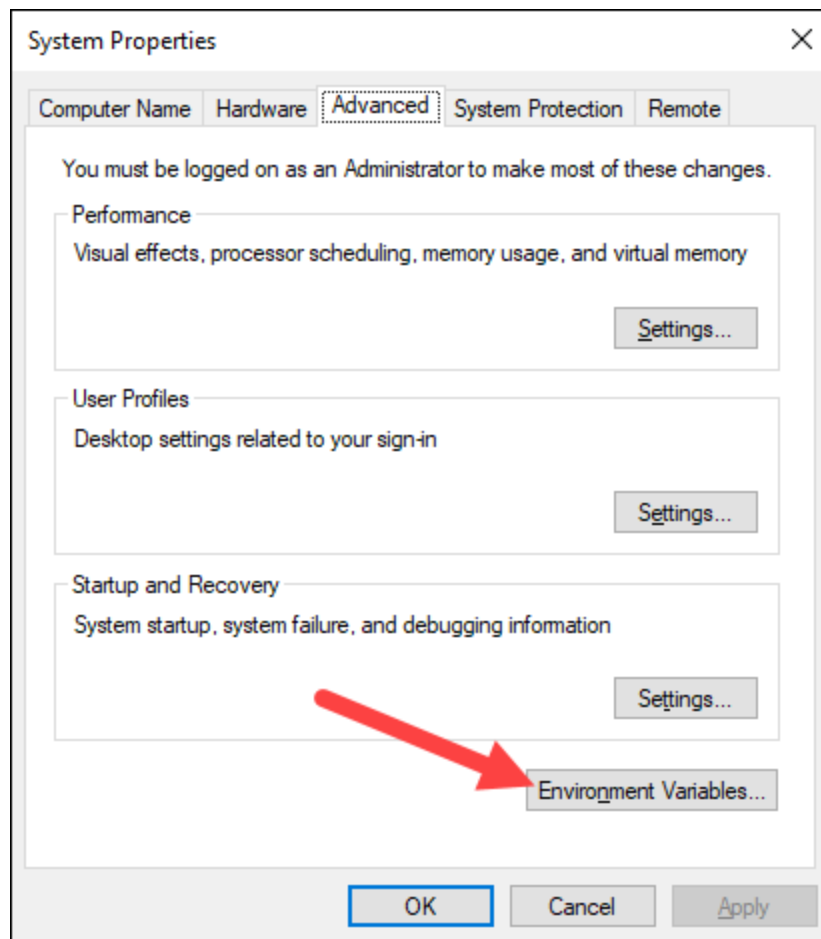 System Properties
Computer Name Hardware Advanced System Protection Remote
You must be logged on as an Administrator to make most of these changes.
Performance
Visual effects, processor scheduling, memory usage, and virtual memory
Settings...
User Profiles
Desktop settings related to your sign-in
Settings...
Startup and Recovery
System startup, system failure, and debugging information
Settings...
Environment Variables...
OK Cancel Apply